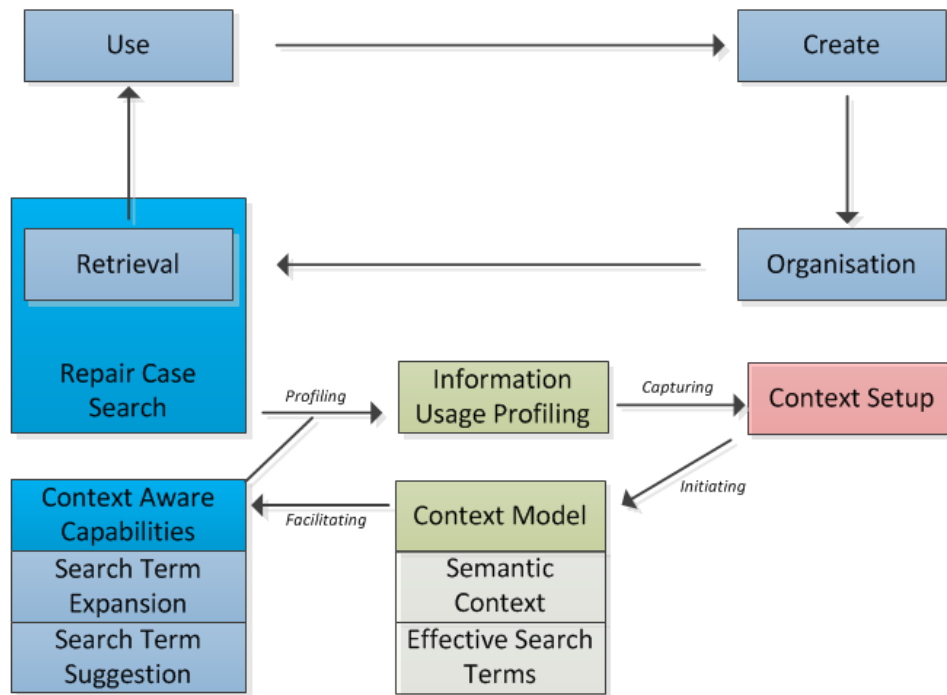 Use
Create
Retrieval
Organisation
Repair Case
Search
Profiling
Information
Usage Profiling
Capturing
Context Setup
Initiating
Context Aware
Capabilities
Facilitating
Context Model
Search Term
Expansion
Semantic
Context
Search Term
Suggestion
Effective Search
Terms